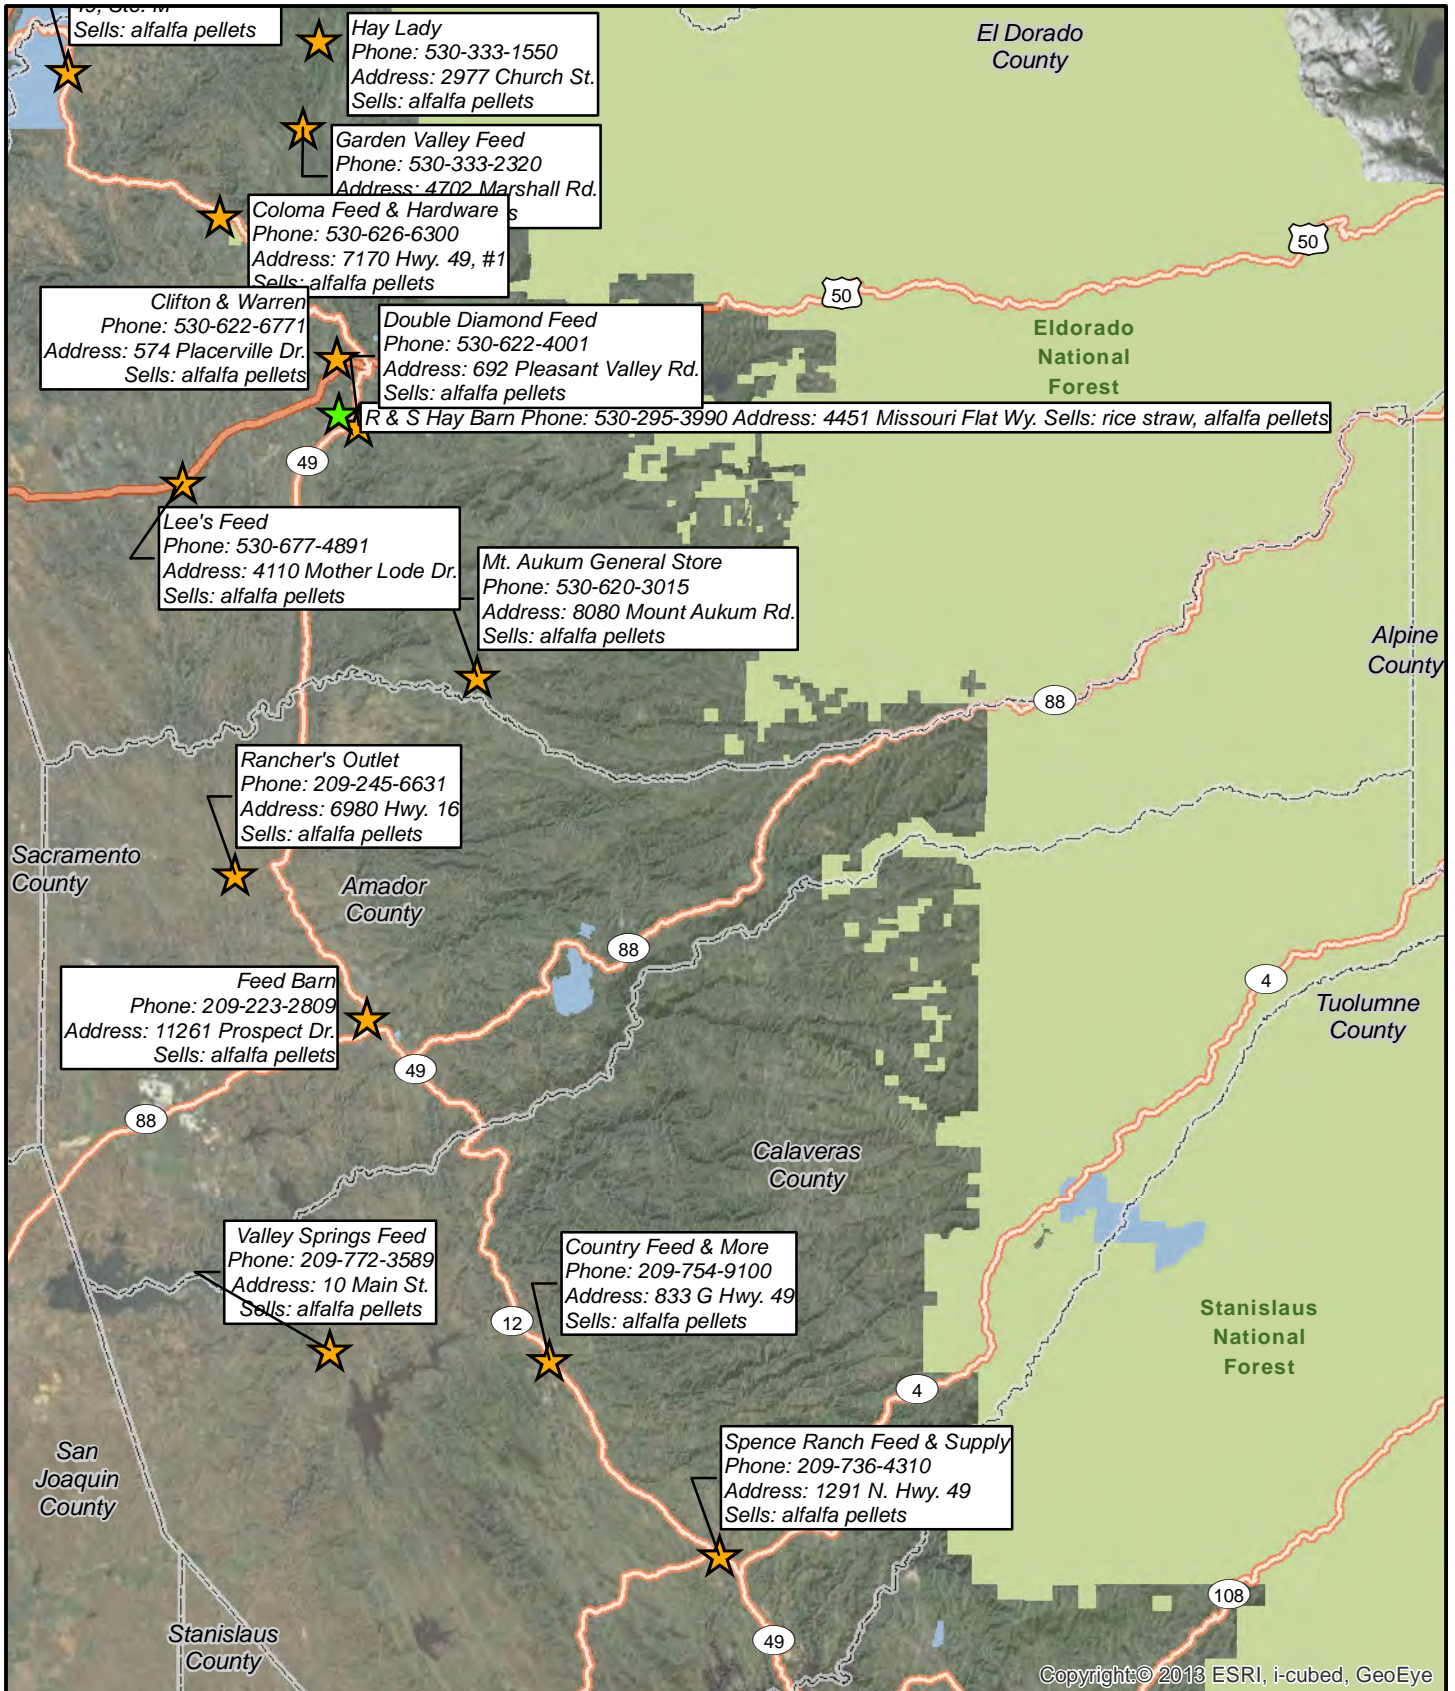 Sells: alfalfa pellets
Hay Lady
Phone: 530-333-1550
Address: 2977 Church St.
Sells: alfalfa pellets
El Dorado
County
Garden Valley Feed
Phone: 530-333-2320
Address: 4702 Marshall Rd.
s
Coloma Feed & Hardware
Phone: 530-626-6300
Address: 7170 Hwy. 49, #1
Sells: alfalfa pellets
50
50
Clifton & Warren
Phone: 530-622-6771
Address: 574 Placerville Dr.
Sells: alfalfa pellets
Double Diamond Feed
Phone: 530-622-4001
Address: 692 Pleasant Valley Rd.
Sells: alfalfa pellets
Eldorado
National
Forest
R & S Hay Barn Phone: 530-295-3990 Address: 4451 Missouri Flat Wy. Sells: rice straw, alfalfa pellets
49
Lee's Feed
Phone: 530-677-4891
Address: 4110 Mother Lode Dr.
Sells: alfalfa pellets
Mt. Aukum General Store
Phone: 530-620-3015
Address: 8080 Mount Aukum Rd.
Sells: alfalfa pellets
Alpine
County
88
Rancher's Outlet
Phone: 209-245-6631
Address: 6980 Hwy. 16
Sells: alfalfa pellets
Sacramento
County
Amador
County
88
Feed Barn
Phone: 209-223-2809
Address: 11261 Prospect Dr.
Sells: alfalfa pellets
4
Tuolumne
County
49
88
Calaveras
County
Valley Springs Feed
Phone: 209-772-3589
Address: 10 Main St.
Sells: alfalfa pellets
Country Feed & More
Phone: 209-754-9100
Address: 833 G Hwy. 49
Sells: alfalfa pellets
12
Stanislaus
National
Forest
4
San
Joaquin
County
Spence Ranch Feed & Supply
Phone: 209-736-4310
Address: 1291 N. Hwy. 49
Sells: alfalfa pellets
108
Stanislaus
County
49
Copyright:© 2013 ESRI, i-cubed, GeoEye